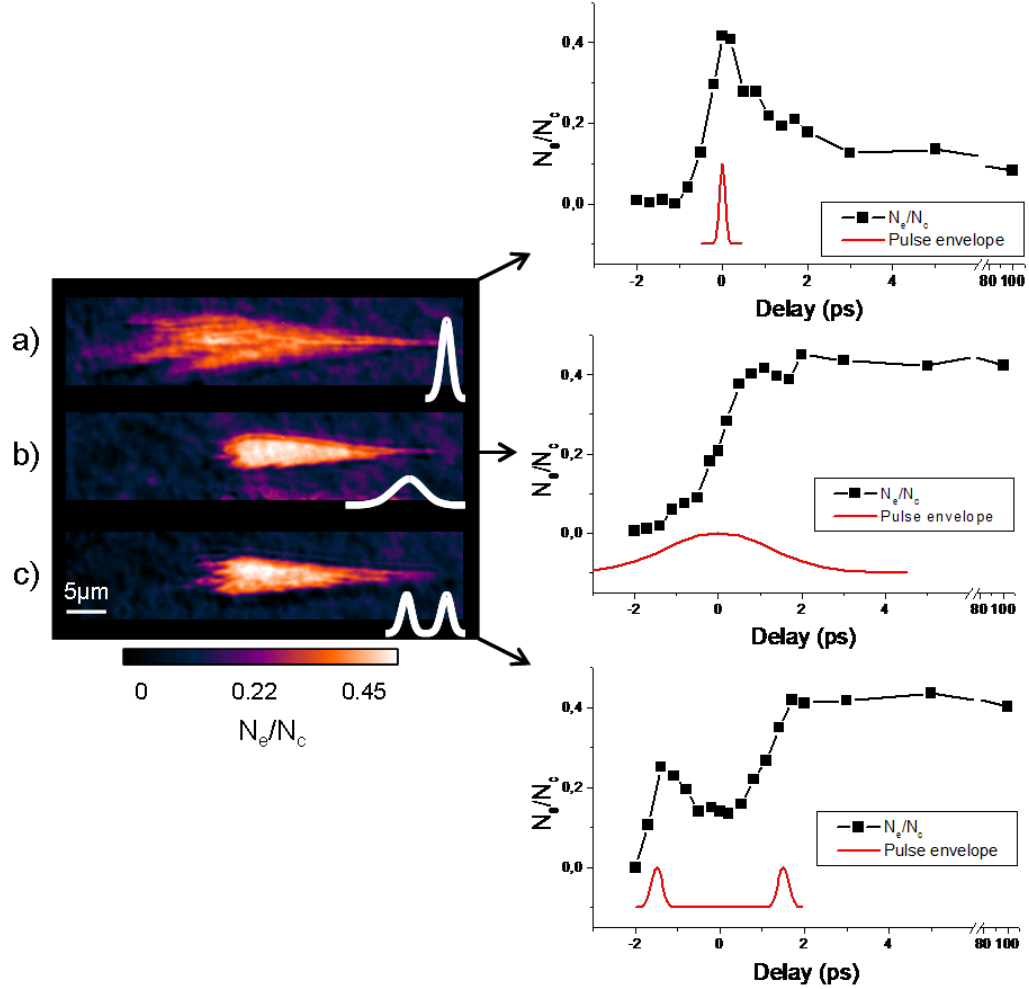 a)
b)
c)
5µm
0 0.22 0.45
Ne/Nc
0,4
0,2
0,0
Ne/Nc
Ne/Nc
Pulse envelope
-2 0 2 4 80 100
Delay (ps)
0,4
0,2
0,0
Ne/Nc
Ne/Nc
Pulse envelope
-2 0 2 4 80 100
Delay (ps)
0,4
0,2
0,0
Ne/Nc
Ne/Nc
Pulse envelope
-2 0 2 4 80 100
Delay (ps)